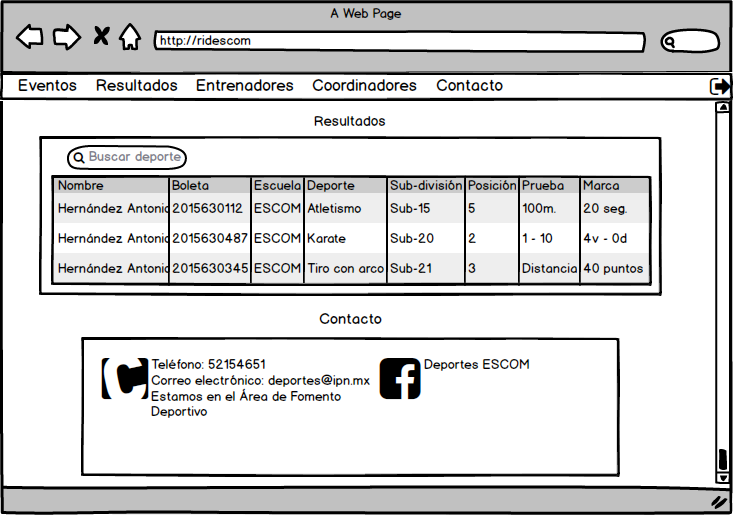 A Web Page
http://ridescom
Eventos Resultados Entrenadores Coordinadores Contacto
Resultados
Buscar deporte
Nombre Boleta Escuela Deporte Sub-división Posición Prueba Marca
Hernández Antonio 2015630112 ESCOM Atletismo Sub-15 5 100m. 20 seg.
Hernández Antonio 2015630487 ESCOM Karate Sub-20 2 1 - 10 4v - 0d
Hernández Antonio 2015630345 ESCOM Tiro con arco Sub-21 3 Distancia 40 puntos
Contacto
Teléfono: 52154651
Correo electrónico: deportes@ipn.mx
Estamos en el Área de Fomento
Deportivo
Deportes ESCOM